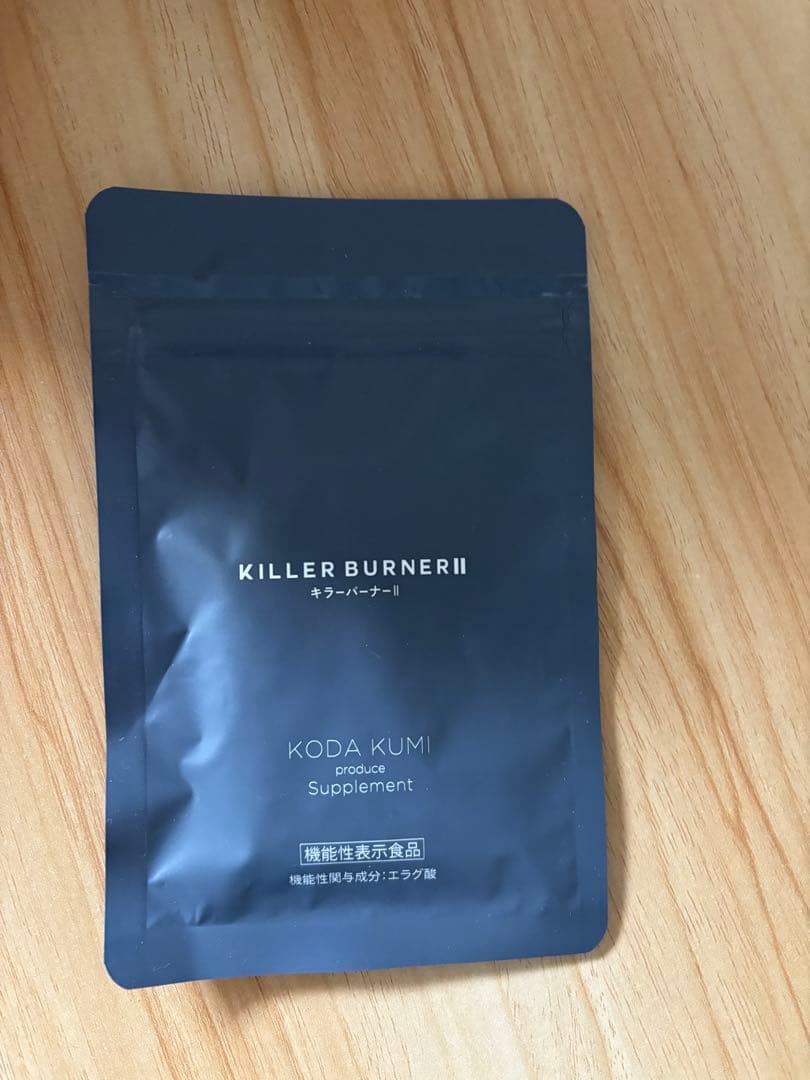 KILLER BURNERⅡ
キラーバーナーⅡ
KODA KUMI
produce
Supplement
機能性表示食品
機能性関与成分：エラグ酸